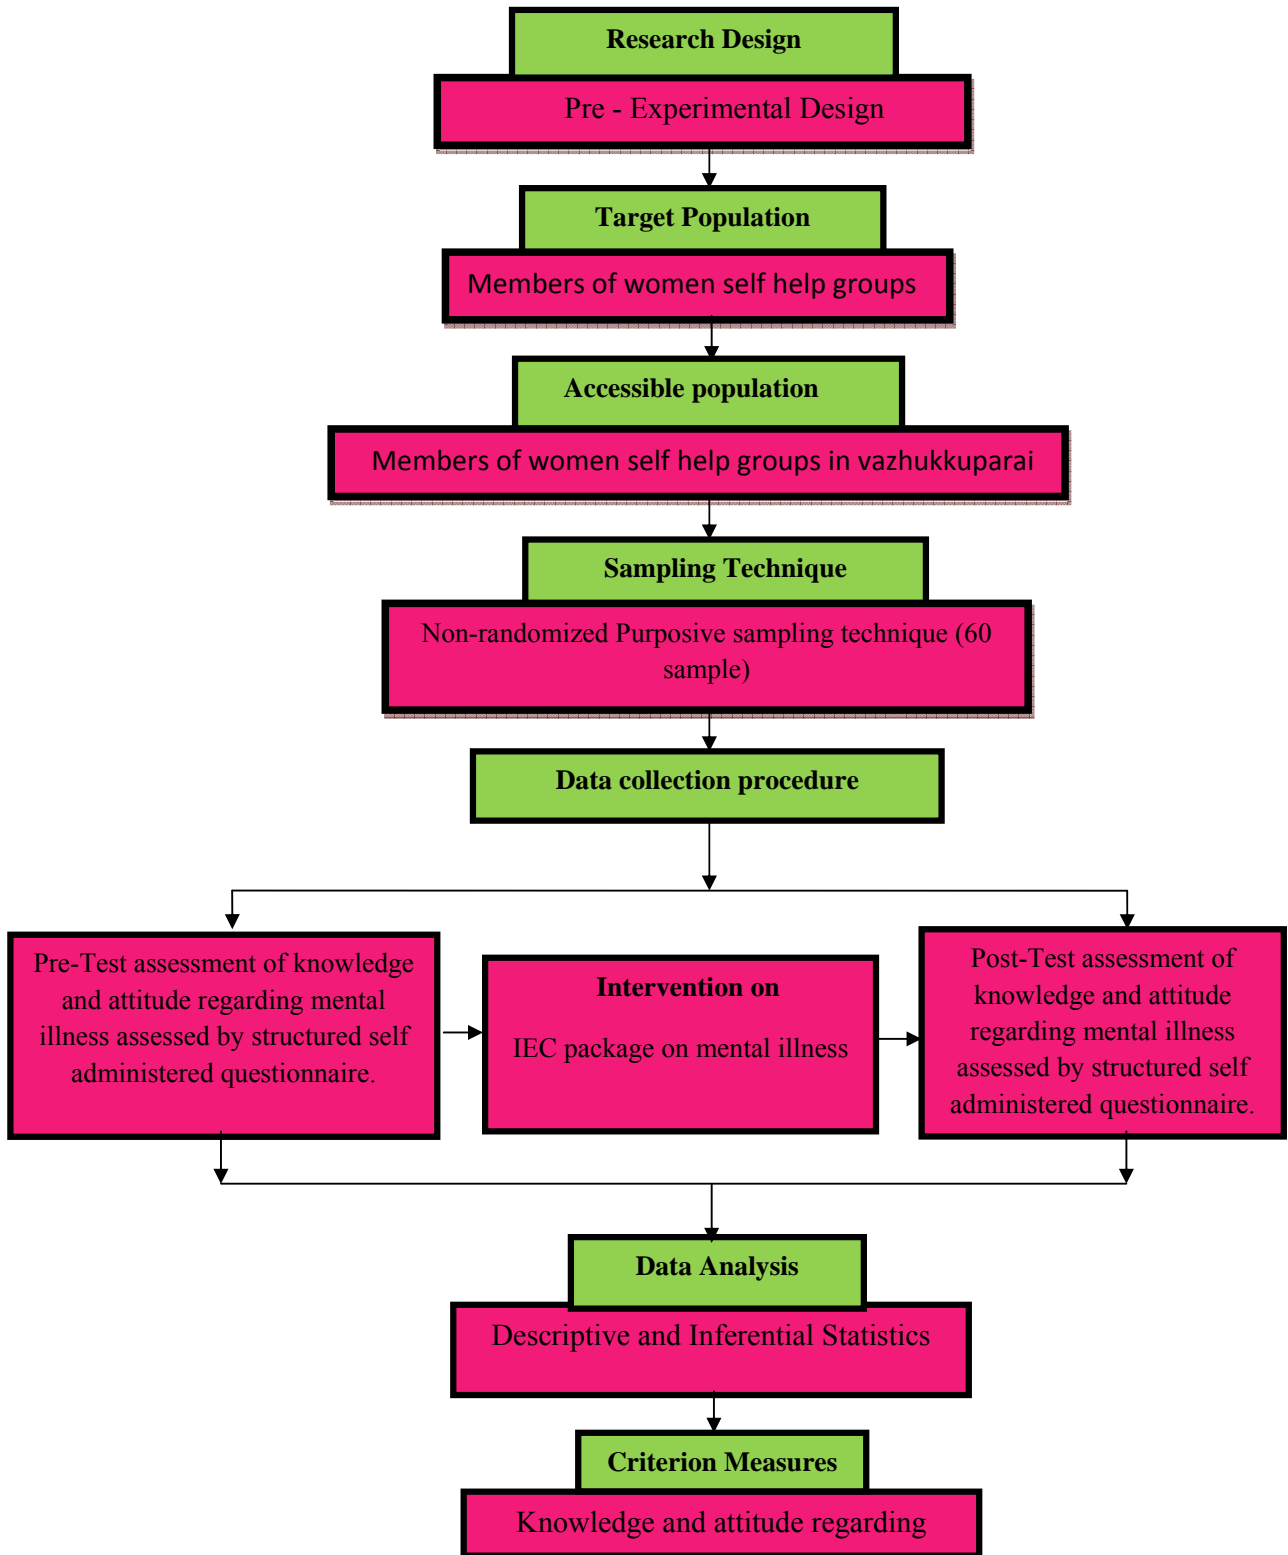 Research Design
Pre - Experimental Design
Target Population
Members of women self help groups
Accessible population
Members of women self help groups in vazhukkuparai
Sampling Technique
Non-randomized Purposive sampling technique (60
sample)
Data collection procedure
Pre-Test assessment of knowledge
and attitude regarding mental
illness assessed by structured self
administered questionnaire.
Intervention on
IEC package on mental illness
Post-Test assessment of
knowledge and attitude
regarding mental illness
assessed by structured self
administered questionnaire.
Data Analysis
Descriptive and Inferential Statistics
Criterion Measures
Knowledge and attitude regarding